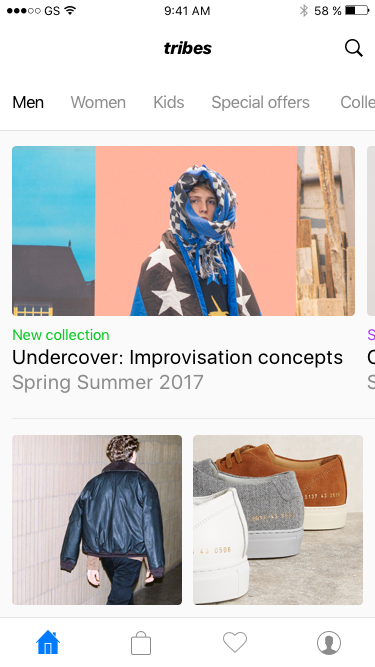 GS 9:41 AM 58 %
tribes
Men Women Kids Special offers Colle
New collection S
Undercover: Improvisation concepts
Spring Summer 2017 S